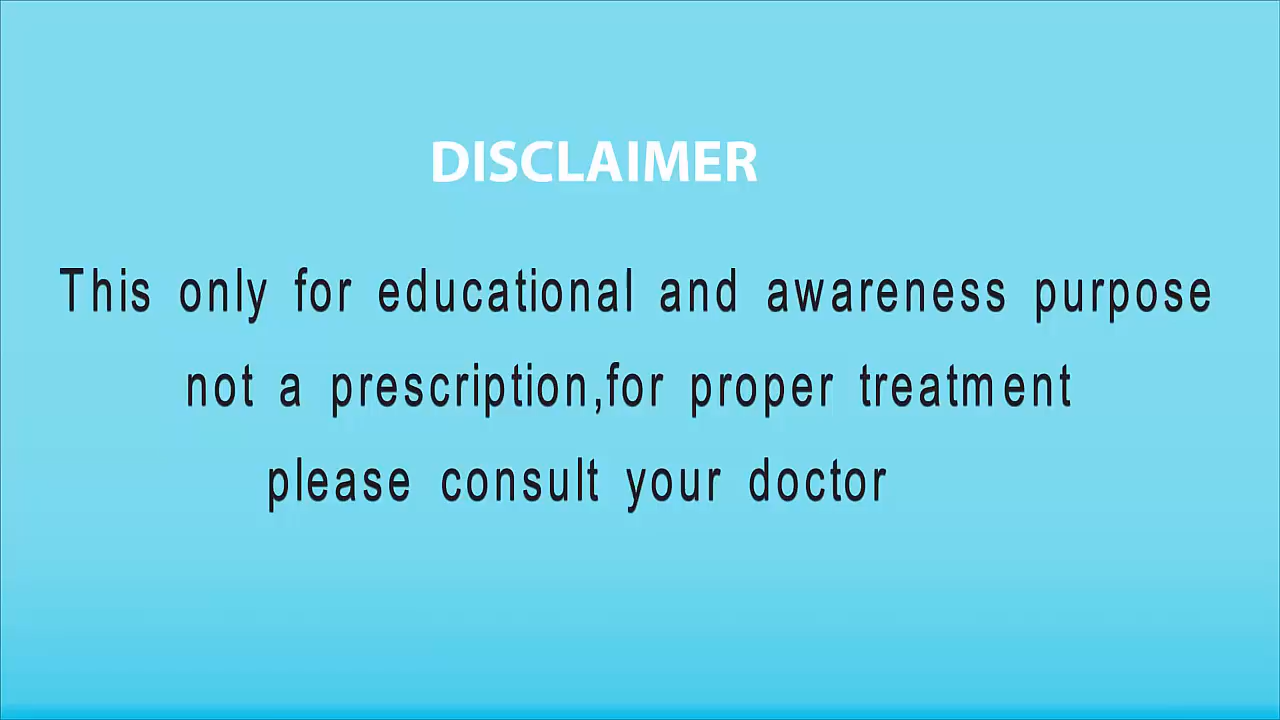 DISCLAIMER
This only for educational and awareness purpose
not a prescription,for proper treatment
please consult your doctor